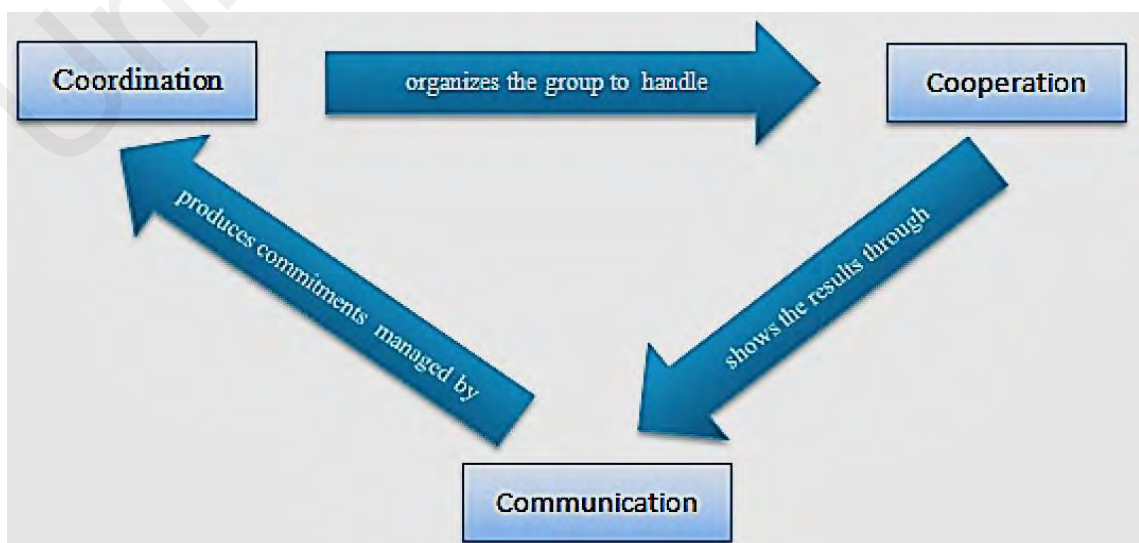 Coordination
organizes the group to handle
Cooperation
produces commitments managed by
shows the results through
Communication